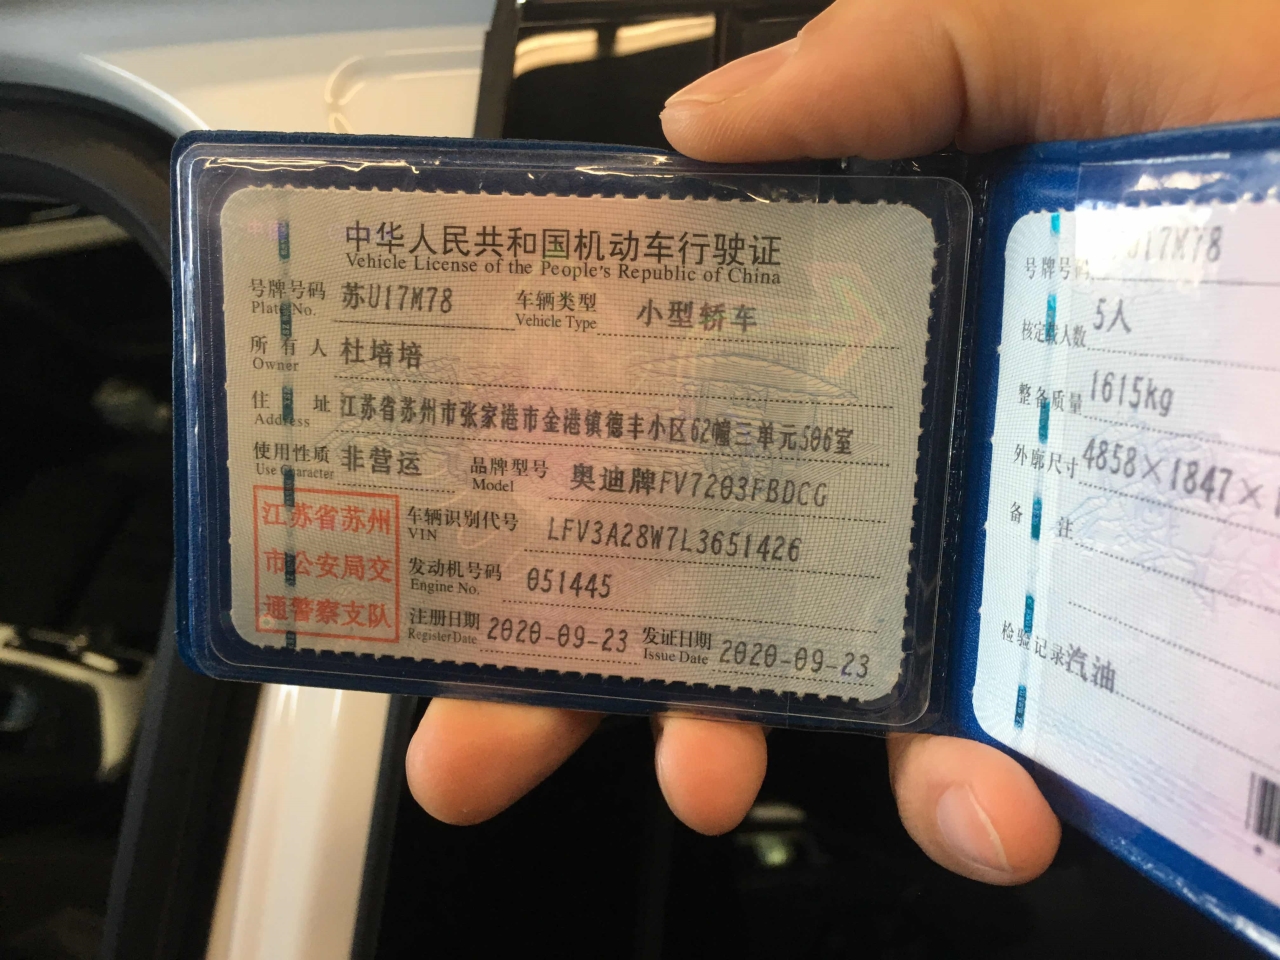 中华人民共和国机动车行驶证
Vehicle License of the People's Republic of China
号牌号码 苏U17M78 车辆类型 小型轿车
Plate No. Vehicle Type
所有人 杜培培
Owner
住址 江苏省苏州市张家港市金港镇德丰小区62幢三单元506室
Address
使用性质 非营运 品牌型号 奥迪牌FV7203FBDCG
Use Character Model
江苏省苏州
市公安局交
通警察支队
车辆识别代号 LFV3A28W7L3651426
VIN
发动机号码 051445
Engine No.
注册日期 2020-09-23 发证日期 2020-09-23
Register Date Issue Date
号牌号码 U17M78
核定载人数 5人
整备质量 1615kg
外廓尺寸 4858×1847×1
备注
检验记录 汽油